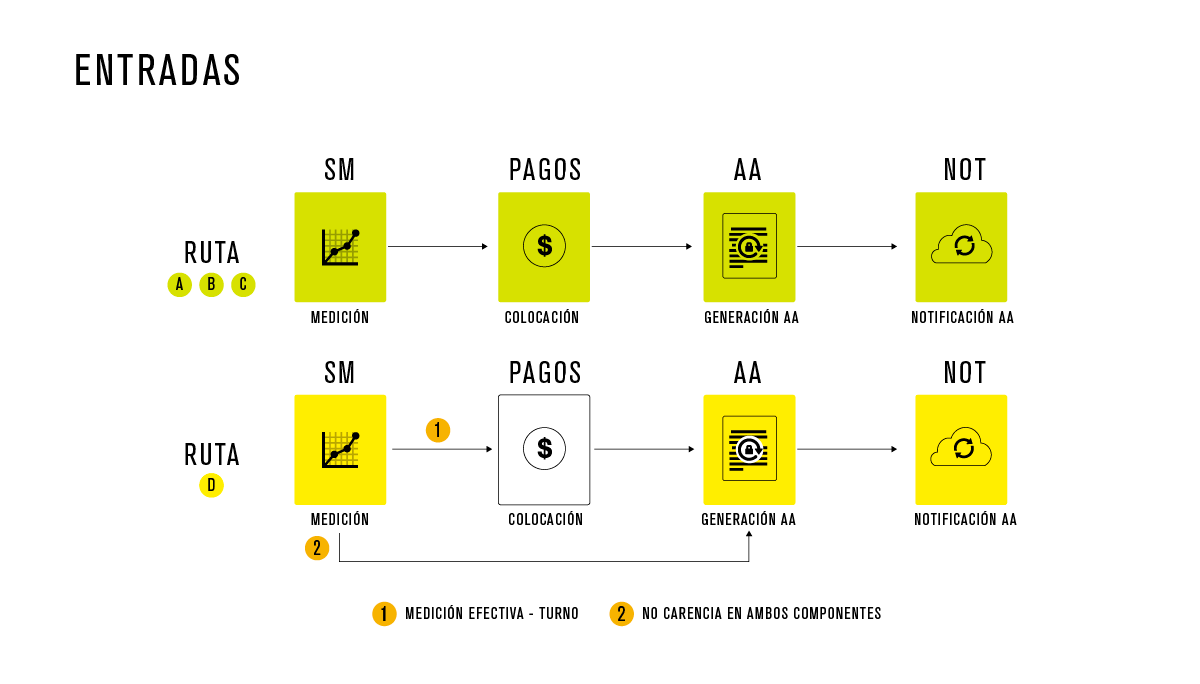 ENTRADAS
SM PAGOS AA NOT
RUTA
A B C
$
MEDICIÓN COLOCACIÓN GENERACIÓN AA NOTIFICACIÓN AA
SM PAGOS AA NOT
1
RUTA
D
$
MEDICIÓN COLOCACIÓN GENERACIÓN AA NOTIFICACIÓN AA
2
1 MEDICIÓN EFECTIVA - TURNO 2 NO CARENCIA EN AMBOS COMPONENTES